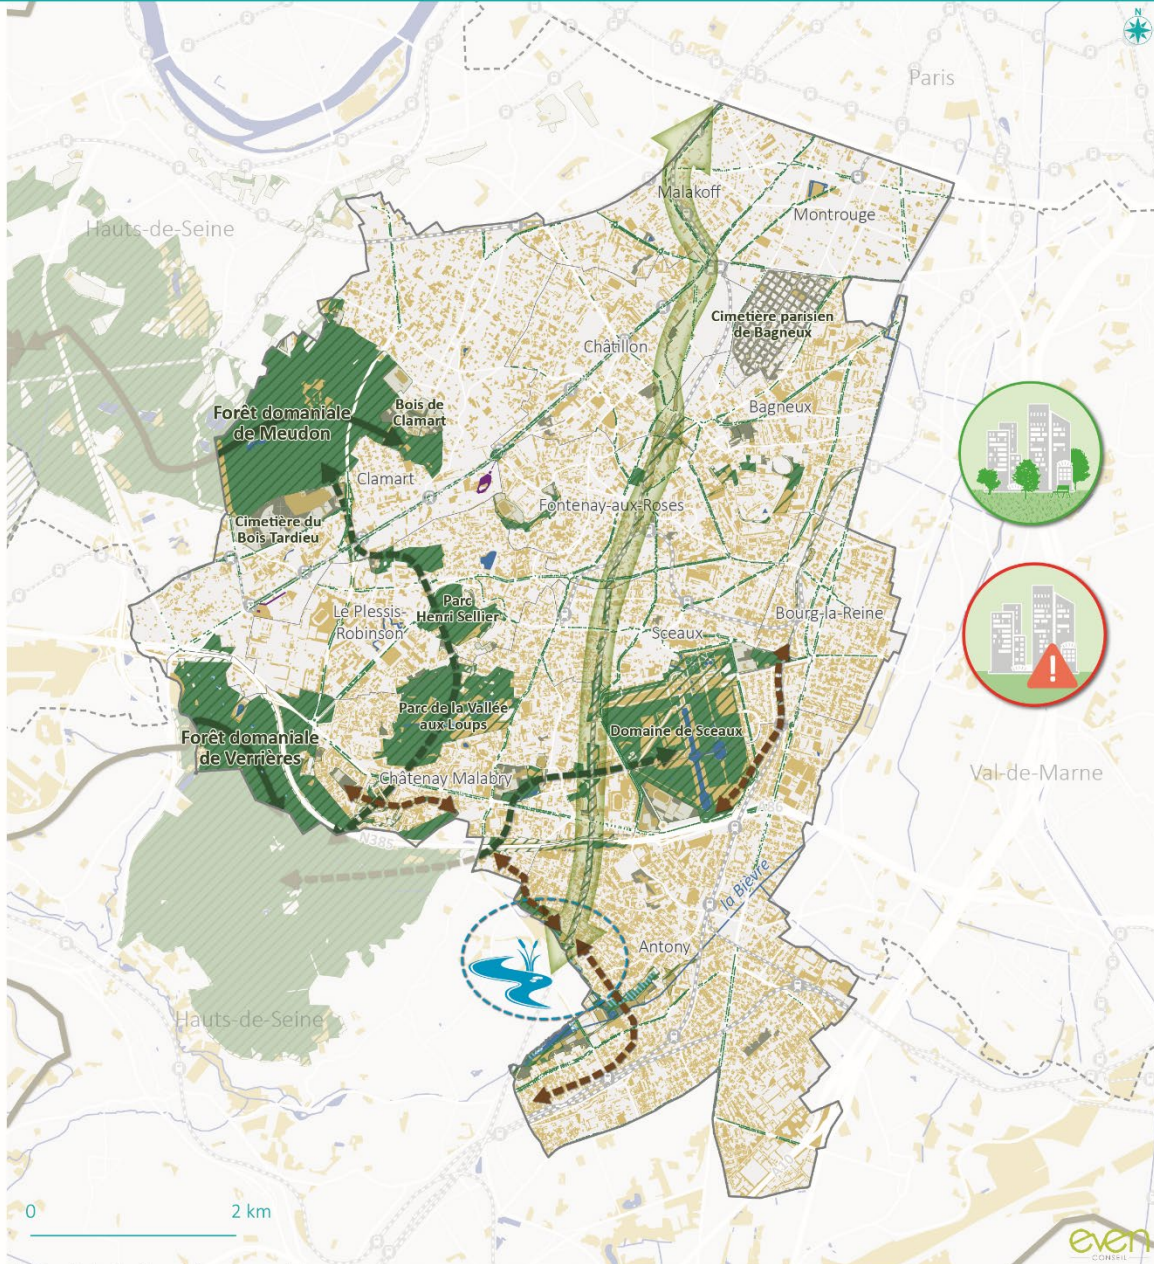 N
Paris
Malakoff
Montrouge
Hauts-de-Seine
Cimetière parisien
de Bagneux
Châtillon
Bois de
Clamart
Forêt domaniale
de Meudon
Bagneux
Clamart
Fontenay-aux-Roses
Cimetière du
Bois Tardieu
Parc
Henri Sellier
Le Plessis-
Robinson
Bourg-la-Reine
Sceaux
Parc de la Vallée
aux Loups
Domaine de Sceaux
Forêt domaniale
de Verrières
Val-de-Marne
Châtenay Malabry
N385
la Bièvre
Antony
Hauts-de-Seine
0
2 km
even
CONSEIL